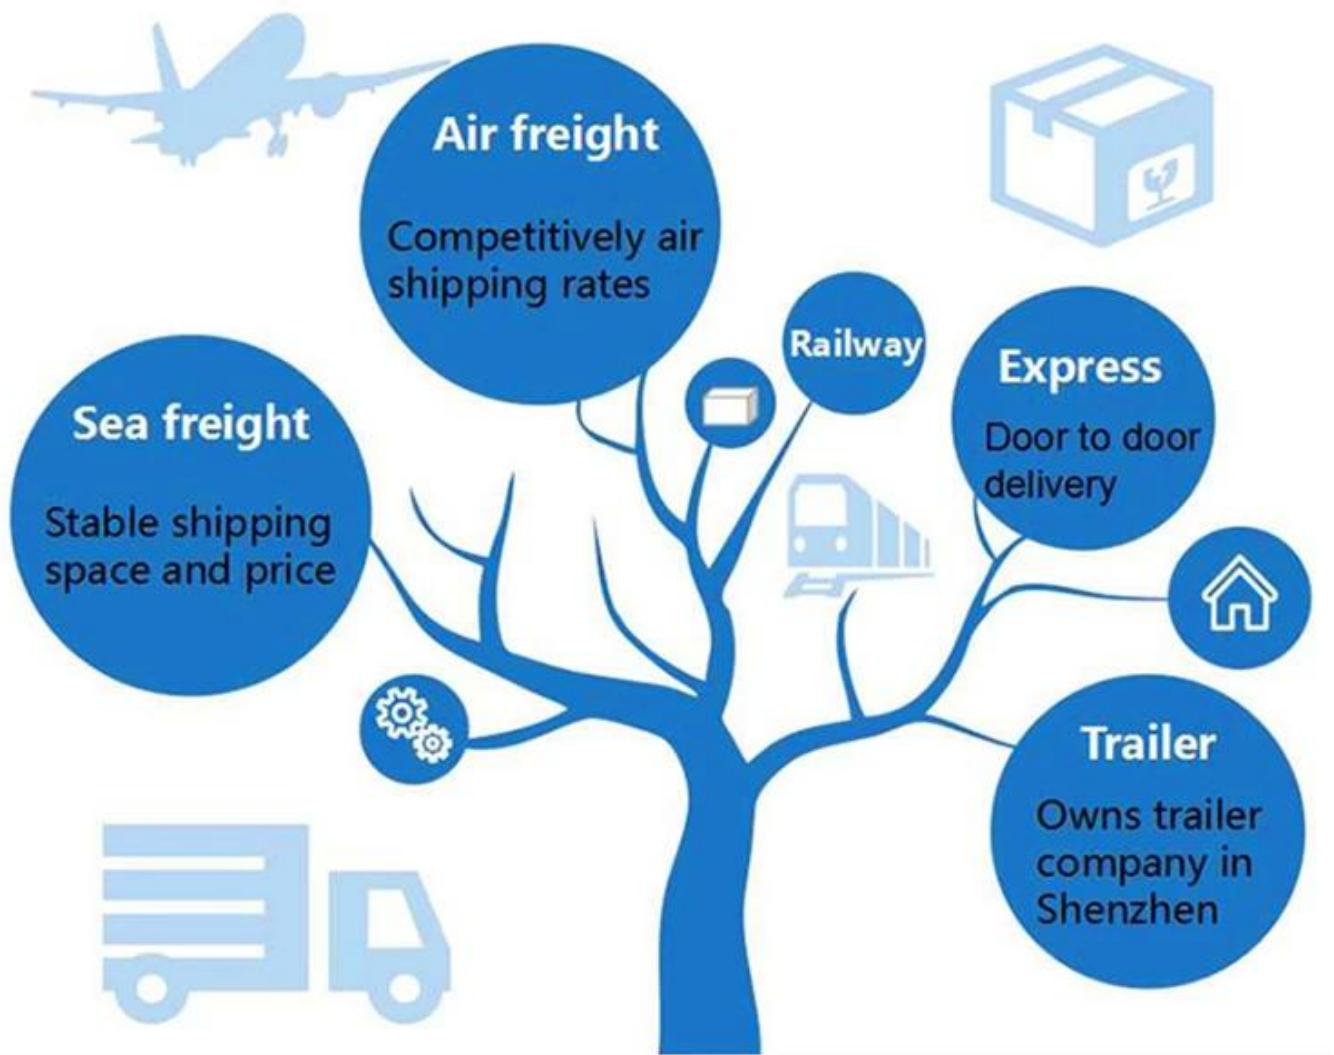 Air freight
Competitively air
shipping rates
Railway
Express
Door to door
delivery
Sea freight
Stable shipping
space and price
Trailer
Owns trailer
company in
Shenzhen